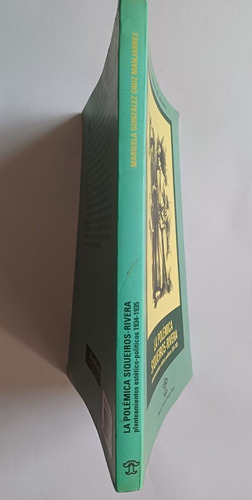 MARICELA GONZÁLEZ CRUZ MANJARREZ
LA POLÉMICA SIQUEIROS-RIVERA
planteamientos estético-políticos 1934-1935
LA POLÉMICA
SIQUEIROS-RIVERA